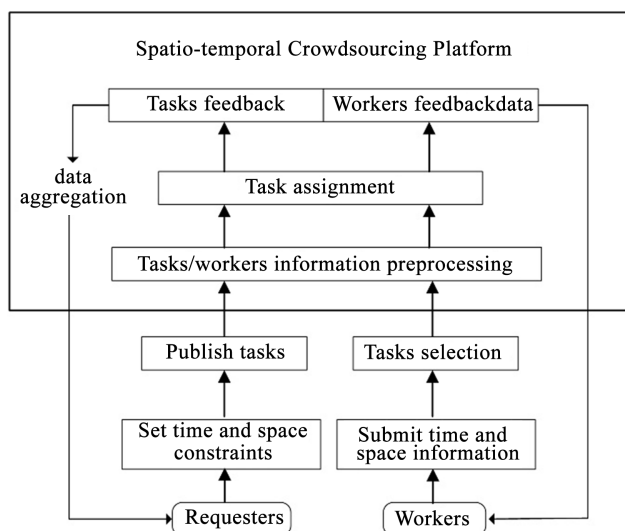 Spatio-temporal Crowdsourcing Platform
Tasks feedback
Workers feedbackdata
data
aggregation
Task assignment
Tasks/workers information preprocessing
Publish tasks
Tasks selection
Set time and space
constraints
Submit time and
space information
Requesters
Workers